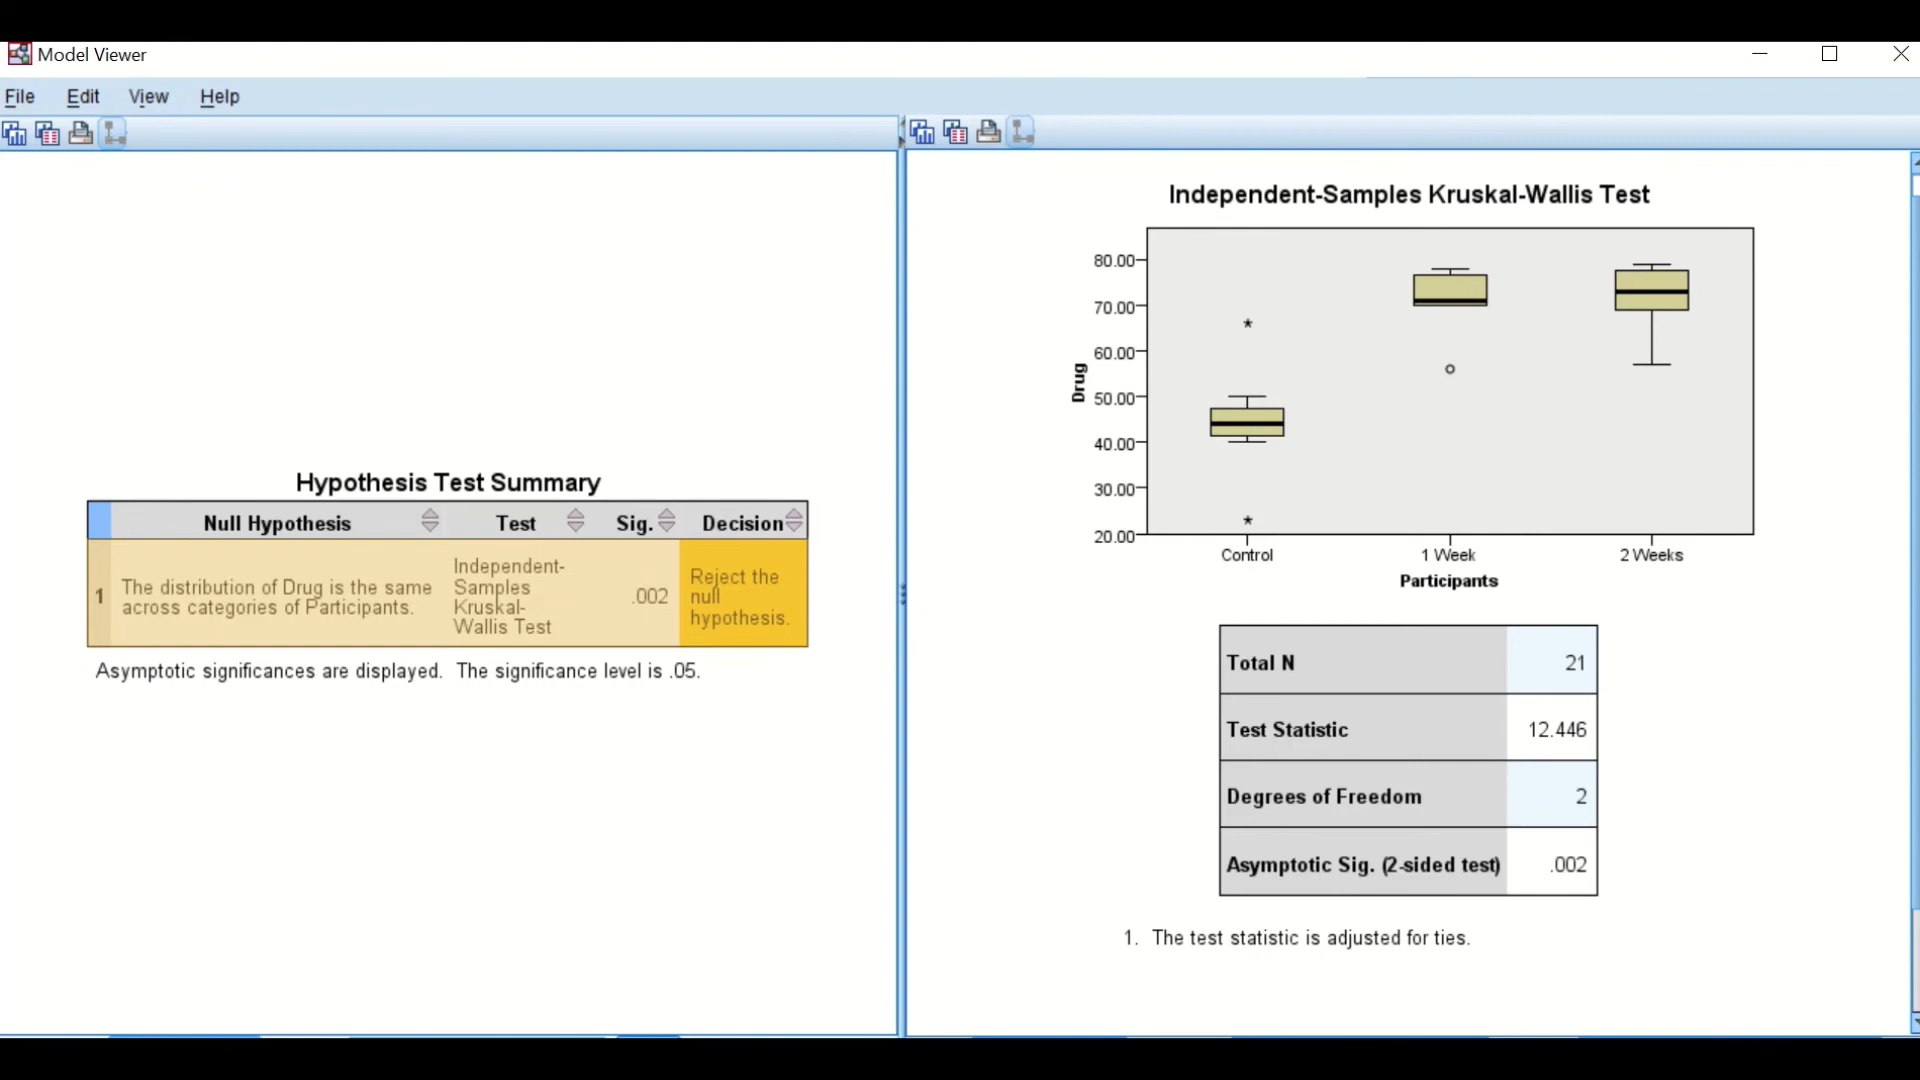 Model Viewer
File Edit View Help
Hypothesis Test Summary
Null Hypothesis Test Sig. Decision
1 The distribution of Drug is the same across categories of Participants. Independent-Samples Kruskal-Wallis Test .002 Reject the null hypothesis.
Asymptotic significances are displayed. The significance level is .05.
Independent-Samples Kruskal-Wallis Test
80.00
70.00
60.00
50.00
40.00
30.00
20.00
Drug
Control 1 Week 2 Weeks
Participants
Total N 21
Test Statistic 12.446
Degrees of Freedom 2
Asymptotic Sig. (2-sided test) .002
1. The test statistic is adjusted for ties.